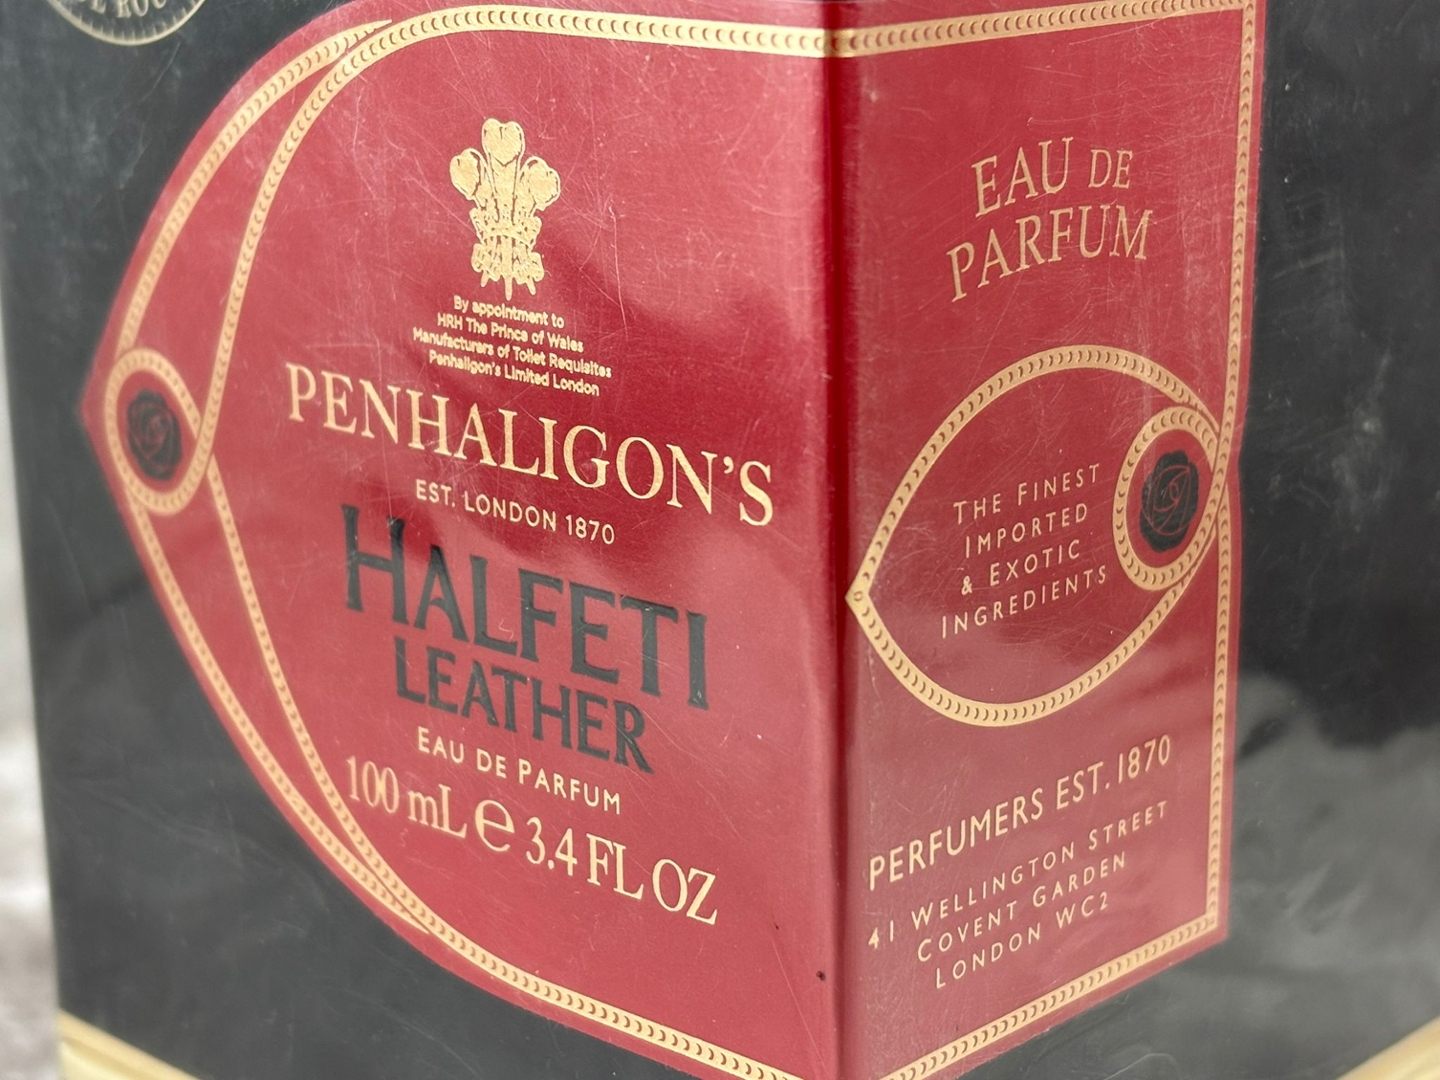 By appointment to
HRH The Prince of Wales
Manufacturers of Toilet Requisites
Penhaligon's Limited London
PENHALIGON'S
EST. LONDON 1870
HALFETI
LEATHER
EAU DE PARFUM
100 mL ℮ 3.4 FL OZ
EAU DE
PARFUM
THE FINEST
IMPORTED
& EXOTIC
INGREDIENTS
PERFUMERS EST. 1870
41 WELLINGTON STREET
COVENT GARDEN
LONDON WC2